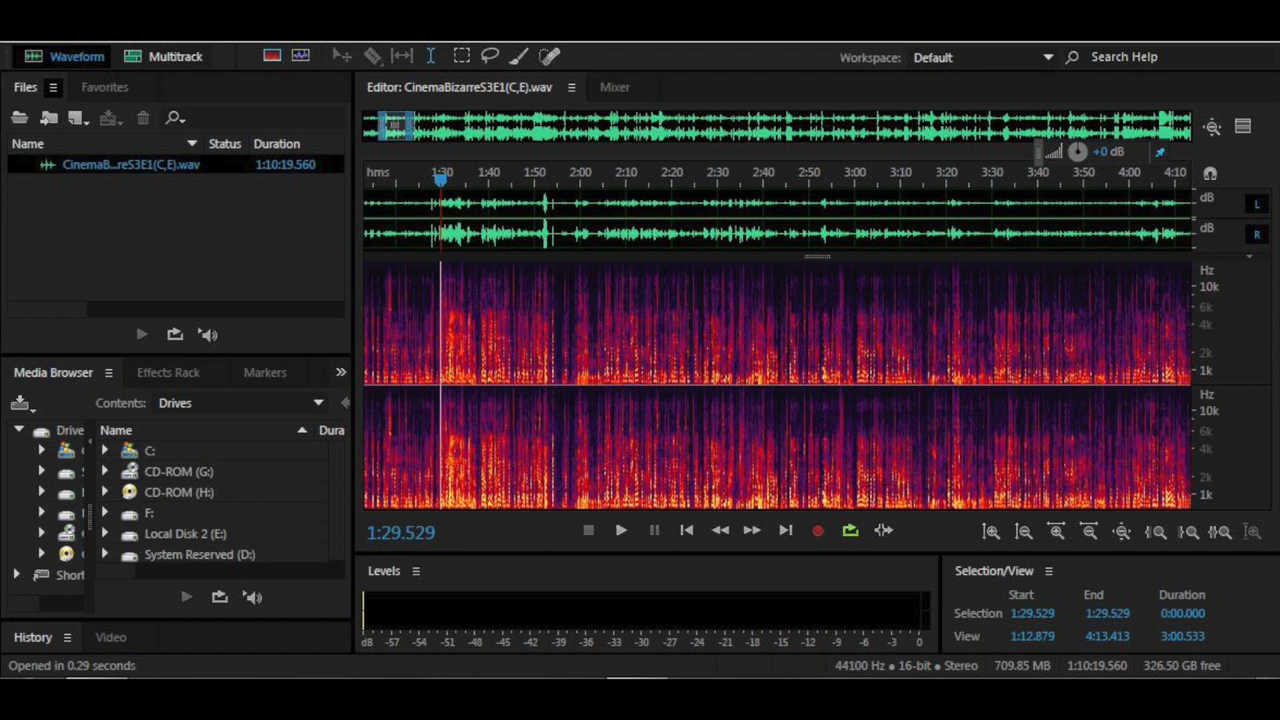 Waveform Multitrack Workspace: Default Search Help
Files Favorites
Editor: CinemaBizarreS3E1(C,E).wav Mixer
Name Status Duration
CinemaB...reS3E1(C,E).wav 1:10:19.560
+0 dB
hms 1:30 1:40 1:50 2:00 2:10 2:20 2:30 2:40 2:50 3:00 3:10 3:20 3:30 3:40 3:50 4:00 4:10
dB L
dB R
Hz
10k
6k
4k
2k
1k
Hz
10k
6k
4k
2k
1k
Media Browser Effects Rack Markers
Contents: Drives
Drive Name Dura
C:
CD-ROM (G:)
CD-ROM (H:)
F:
Local Disk 2 (E:)
System Reserved (D:)
Short
1:29.529
Levels
dB -57 -54 -51 -48 -45 -42 -39 -36 -33 -30 -27 -24 -21 -18 -15 -12 -9 -6 -3 0
Selection/View
Start End Duration
Selection 1:29.529 1:29.529 0:00.000
View 1:12.879 4:13.413 3:00.533
History Video
Opened in 0.29 seconds 44100 Hz • 16-bit • Stereo 709.85 MB 1:10:19.560 326.50 GB free